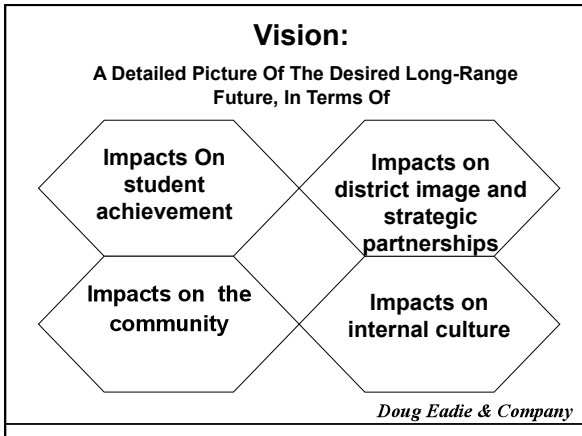 Vision:
A Detailed Picture Of The Desired Long-Range
Future, In Terms Of
Impacts On
student
achievement
Impacts on
district image and
strategic
partnerships
Impacts on the
community
Impacts on
internal culture
Doug Eadie & Company